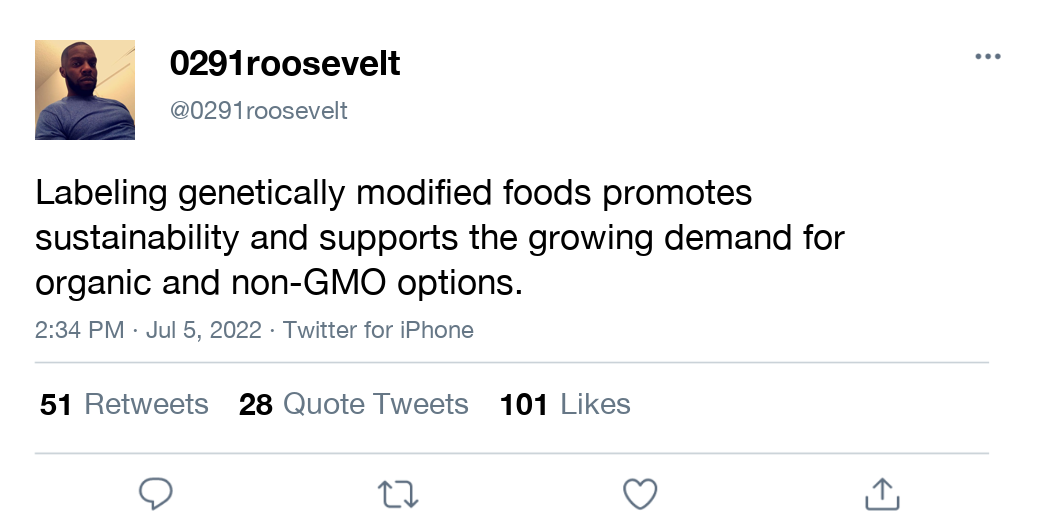 0291roosevelt
@0291roosevelt
Labeling genetically modified foods promotes
sustainability and supports the growing demand for
organic and non-GMO options.
2:34 PM · Jul 5, 2022 · Twitter for iPhone
51 Retweets 28 Quote Tweets 101 Likes